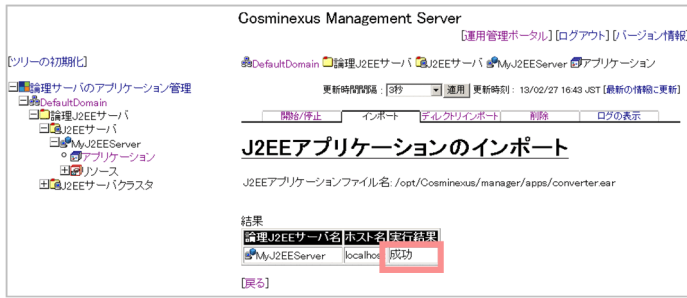 Cosminexus Management Server
[運用管理ポータル] [ログアウト] [バージョン情報]
[ツリーの初期化]
DefaultDomain 論理J2EEサーバ J2EEサーバ MyJ2EEServer アプリケーション
論理サーバのアプリケーション管理
DefaultDomain
論理J2EEサーバ
J2EEサーバ
MyJ2EEServer
アプリケーション
リソース
J2EEサーバクラスタ
更新時間間隔 : 3秒 適用 更新時刻 : 13/02/27 16:43 JST [最新の情報に更新]
開始/停止 インポート ディレクトリインポート 削除 ログの表示
J2EEアプリケーションのインポート
J2EEアプリケーションファイル名: /opt/Cosminexus/manager/apps/converter.ear
結果
論理J2EEサーバ名 ホスト名 実行結果
MyJ2EEServer localhos 成功
[戻る]